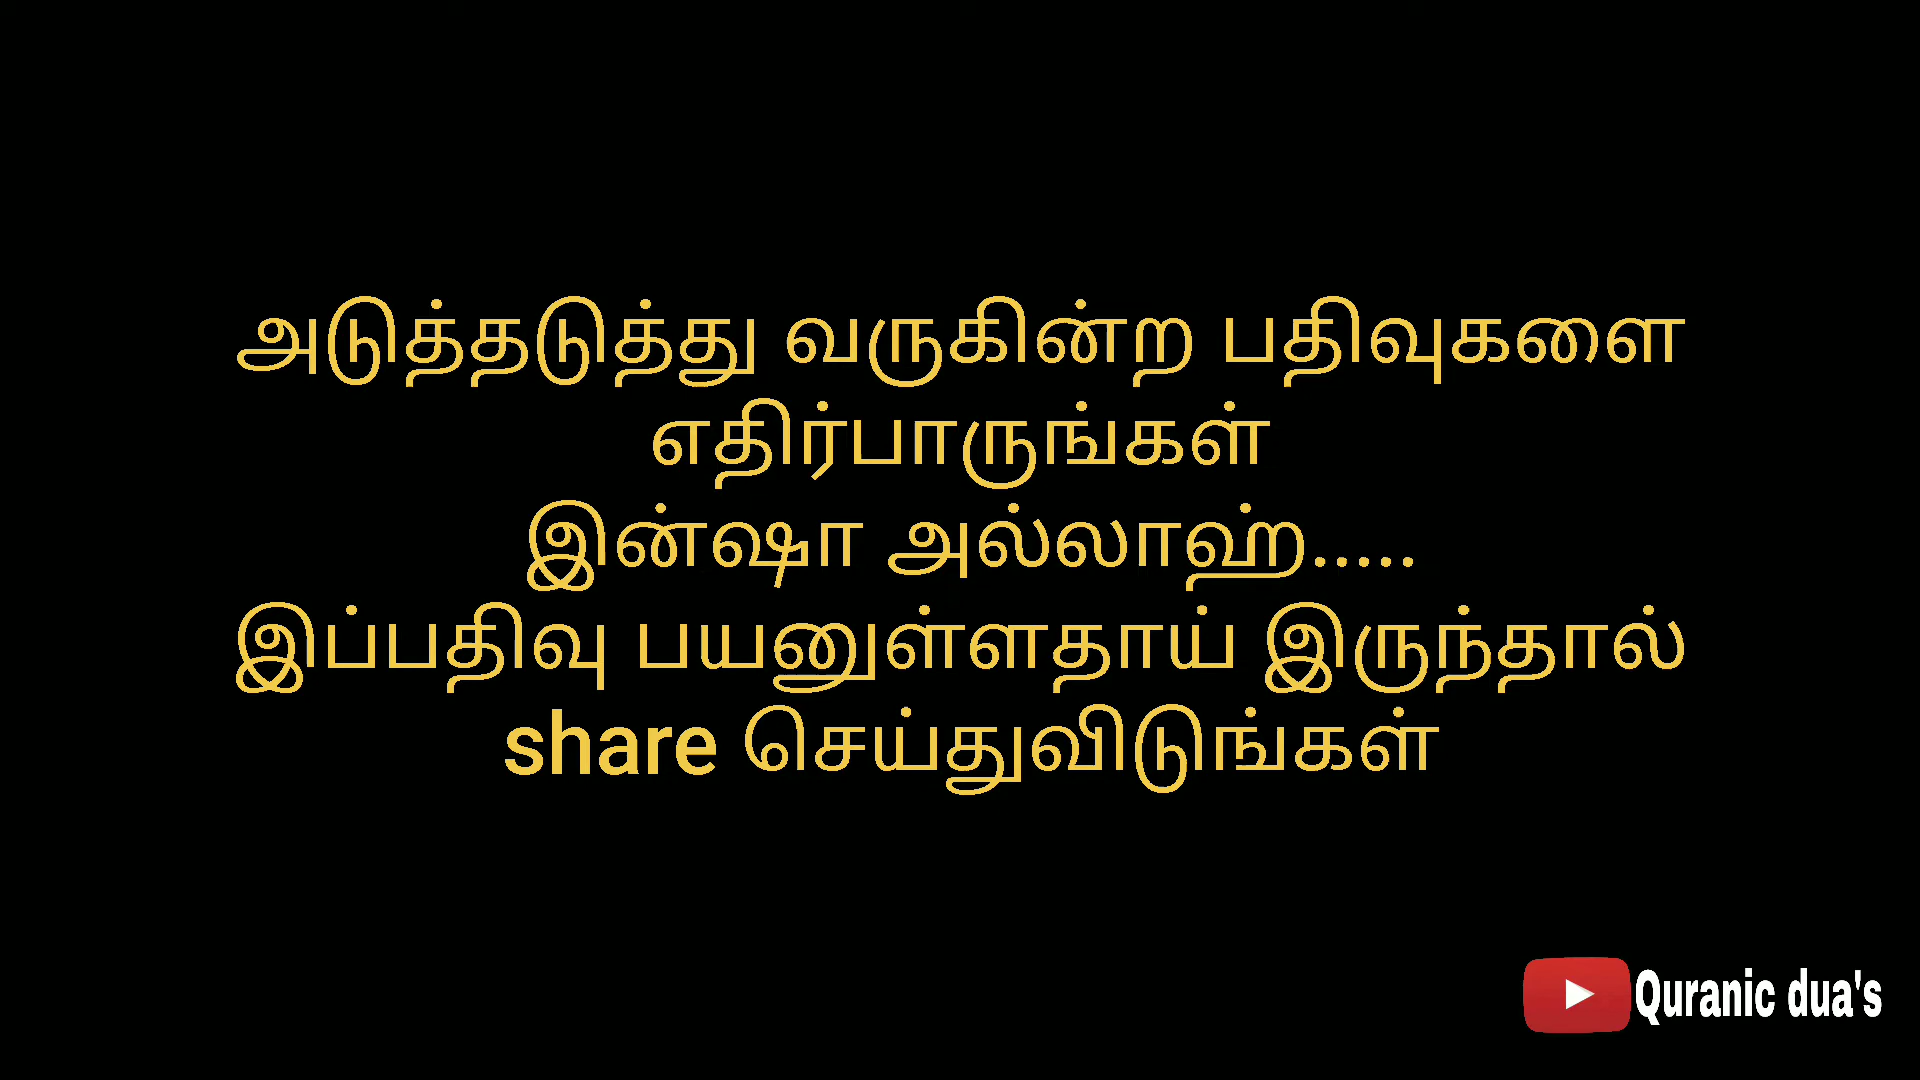 அடுத்தடுத்து வருகின்ற பதிவுகளை
எதிர்பாருங்கள்
இன்ஷா அல்லாஹ்.....
இப்பதிவு பயனுள்ளதாய் இருந்தால்
share செய்துவிடுங்கள்
Quranic dua's